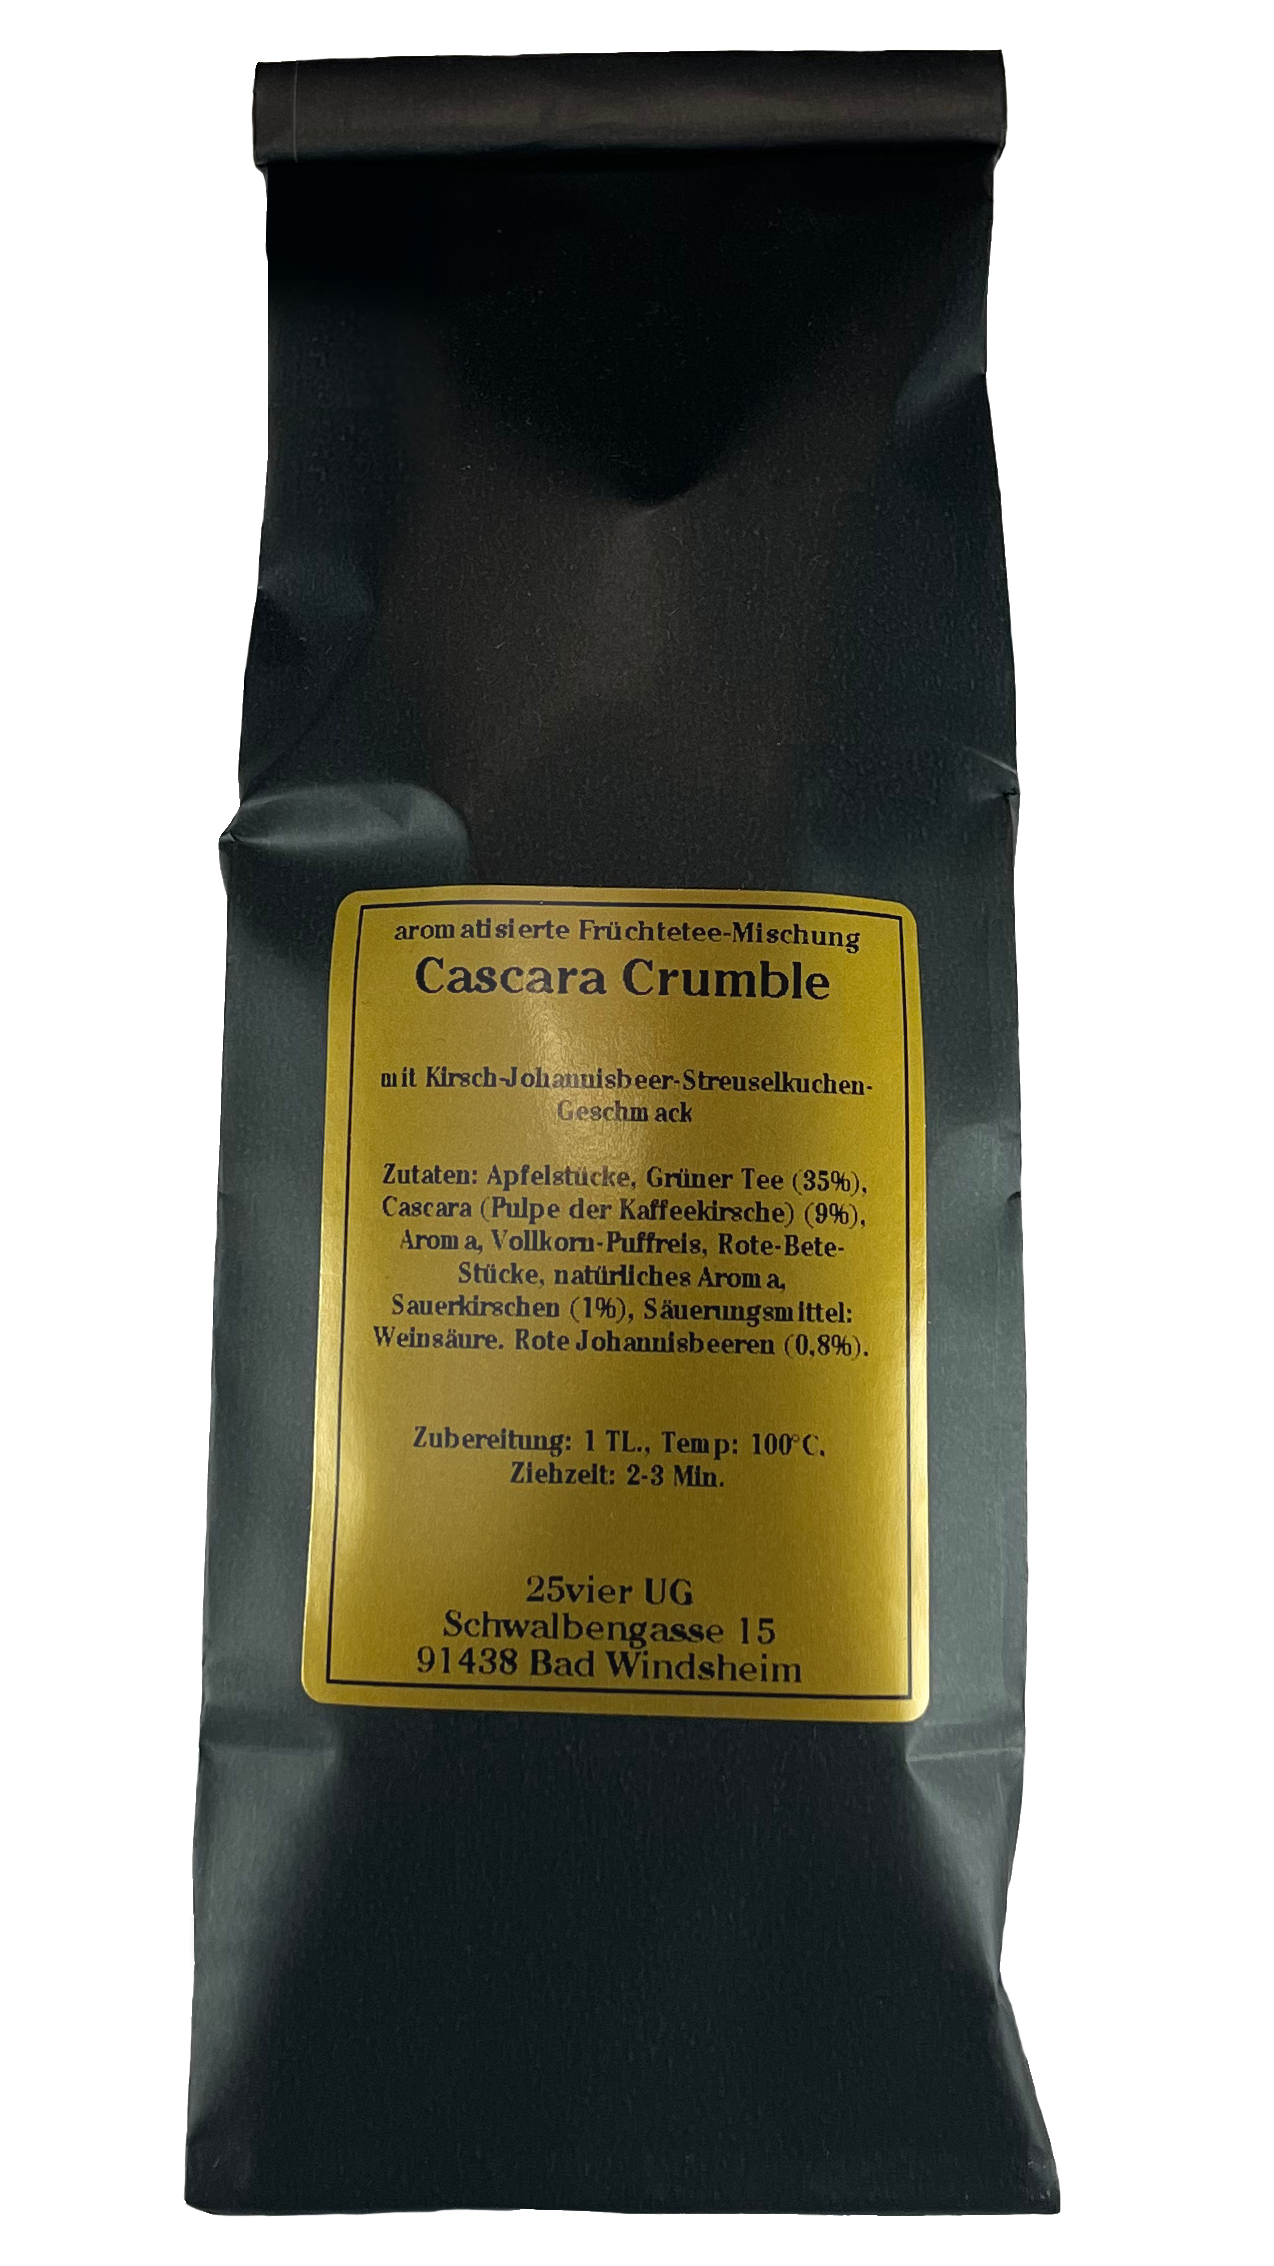 aromatisierte Früchtetee-Mischung
Cascara Crumble
mit Kirsch-Johannisbeer-Streuselkuchen-
Geschmack
Zutaten: Apfelstücke, Grüner Tee (35%),
Cascara (Pulpe der Kaffeekirsche) (9%),
Aroma, Vollkorn-Puffreis, Rote-Bete-
Stücke, natürliches Aroma,
Sauerkirschen (1%), Säuerungsmittel:
Weinsäure. Rote Johannisbeeren (0,8%).
Zubereitung: 1 TL., Temp: 100°C.
Ziehzeit: 2-3 Min.
25vier UG
Schwalbengasse 15
91438 Bad Windsheim